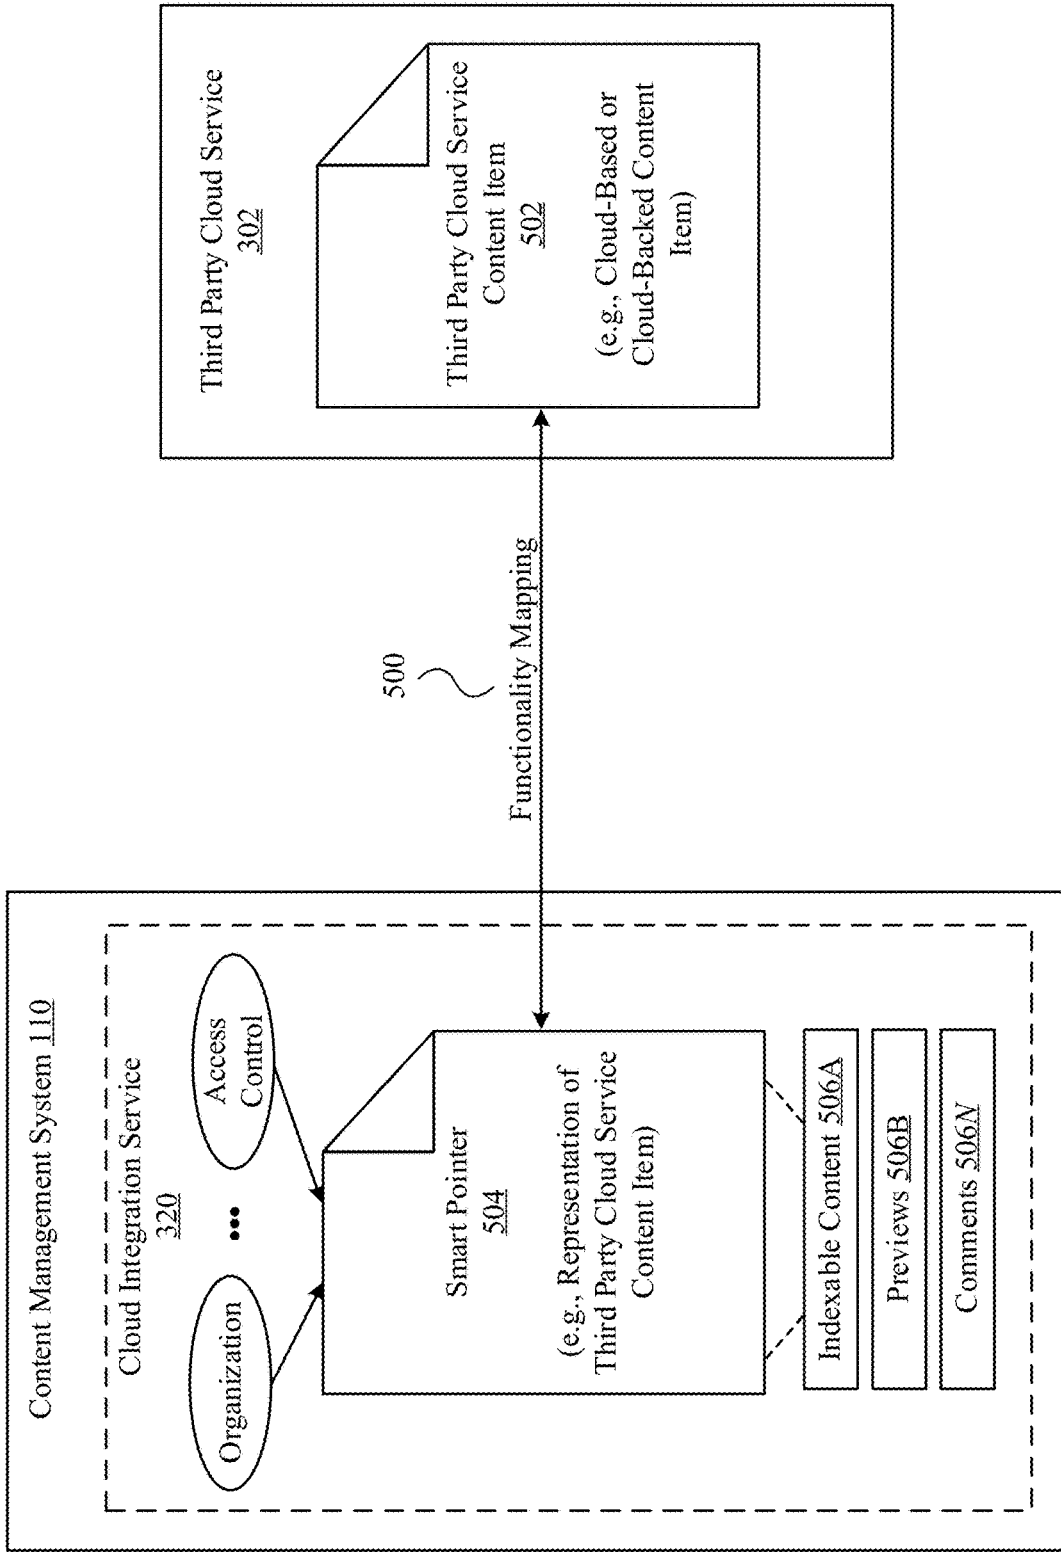 Content Management System 110
Cloud Integration Service
320
Organization
•••
Access
Control
Smart Pointer
504
(e.g., Representation of
Third Party Cloud Service
Content Item)
Indexable Content 506A
Previews 506B
Comments 506N
500
Functionality Mapping
Third Party Cloud Service
302
Third Party Cloud Service
Content Item
502
(e.g., Cloud-Based or
Cloud-Backed Content
Item)